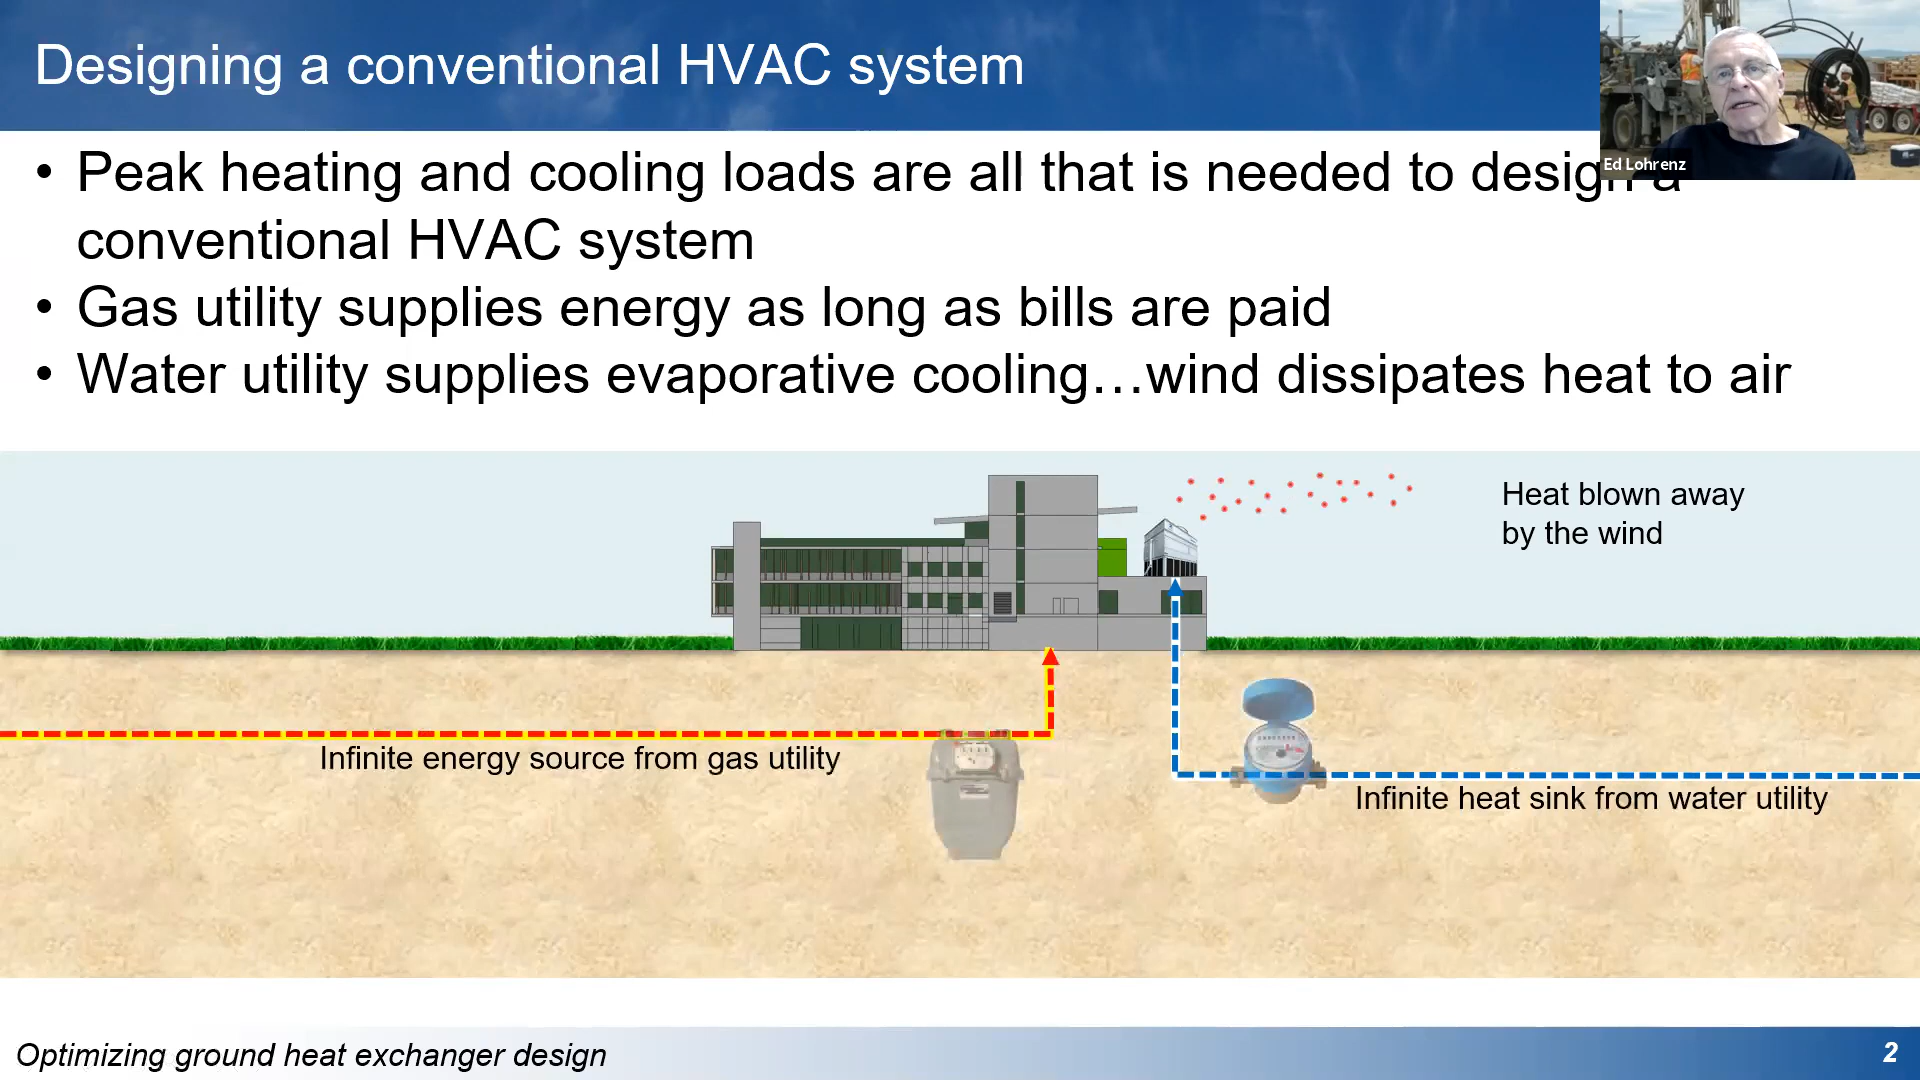 Designing a conventional HVAC system
Ed Lohrenz
• Peak heating and cooling loads are all that is needed to design a
conventional HVAC system
• Gas utility supplies energy as long as bills are paid
• Water utility supplies evaporative cooling…wind dissipates heat to air
Heat blown away
by the wind
Infinite energy source from gas utility
Infinite heat sink from water utility
Optimizing ground heat exchanger design
2